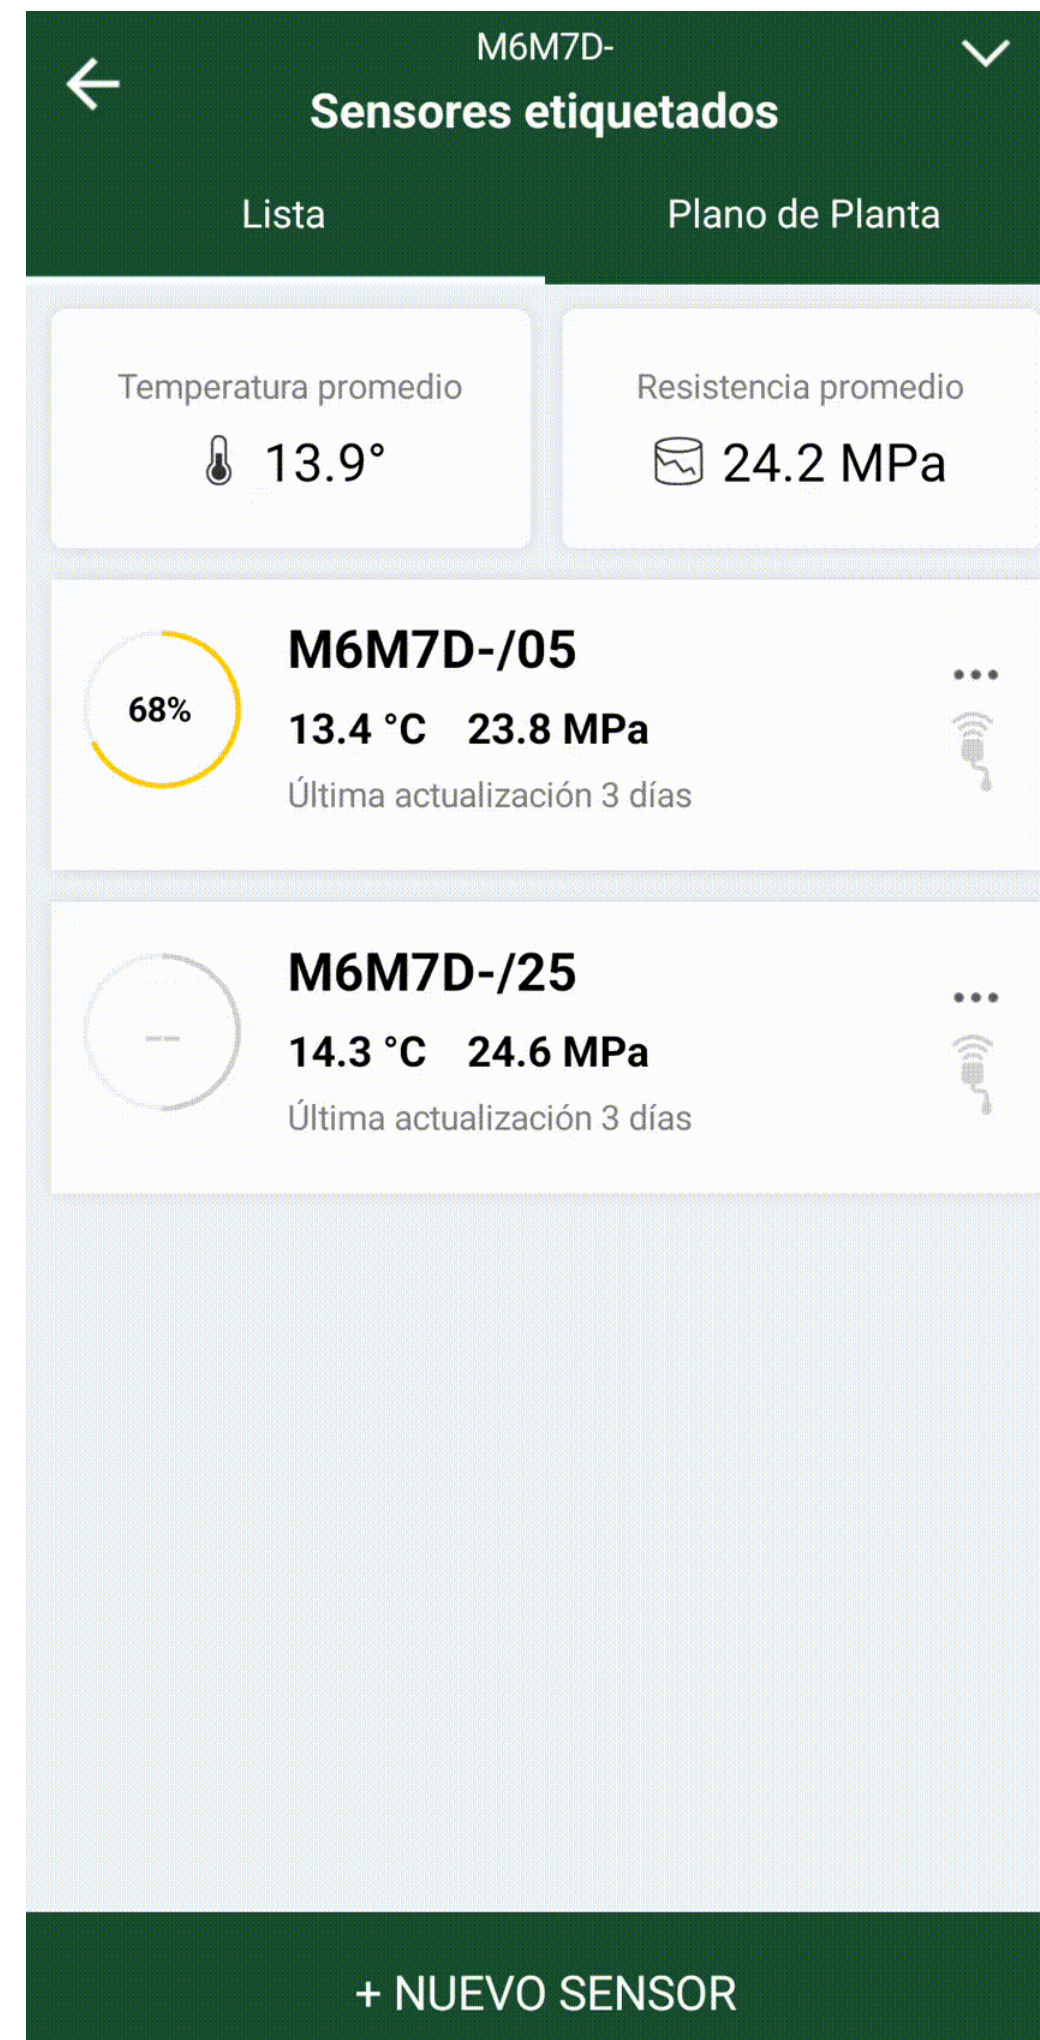 M6M7D-
Sensores etiquetados
Lista
Plano de Planta
Temperatura promedio
13.9°
Resistencia promedio
24.2 MPa
68%
M6M7D-/05
13.4 °C 23.8 MPa
Última actualización 3 días
--
M6M7D-/25
14.3 °C 24.6 MPa
Última actualización 3 días
+ NUEVO SENSOR